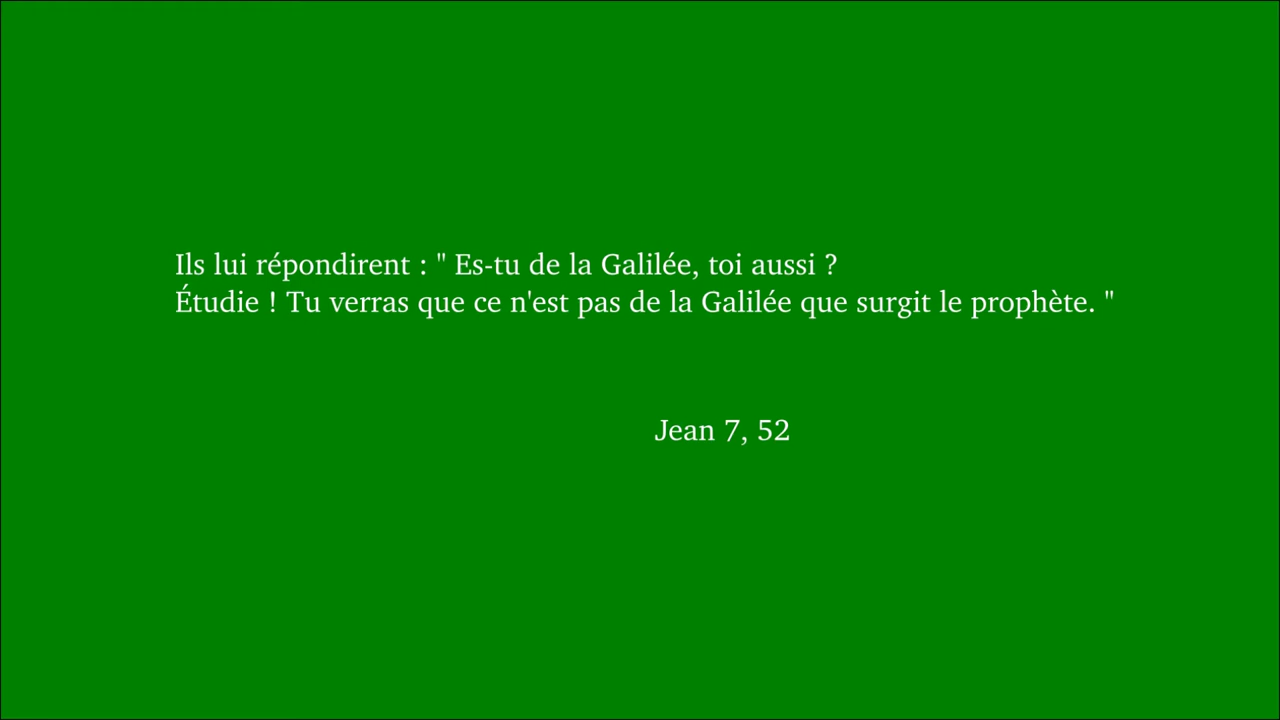 Ils lui répondirent : " Es-tu de la Galilée, toi aussi ?
Étudie ! Tu verras que ce n'est pas de la Galilée que surgit le prophète. "
Jean 7, 52